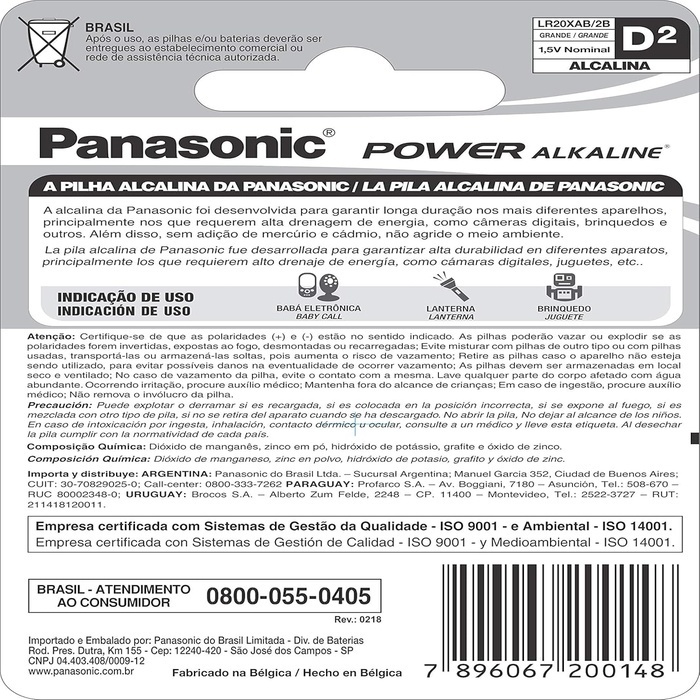 BRASIL
Após o uso, as pilhas e/ou baterias deverão ser
entregues ao estabelecimento comercial ou
rede de assistência técnica autorizada.
LR20XAB/2B
GRANDE / GRANDE
1,5V Nominal
D2
ALCALINA
Panasonic®
POWER ALKALINE®
A PILHA ALCALINA DA PANASONIC / LA PILA ALCALINA DE PANASONIC
A alcalina da Panasonic foi desenvolvida para garantir longa duração nos mais diferentes aparelhos,
principalmente nos que requerem alta drenagem de energia, como câmeras digitais, brinquedos e
outros. Além disso, sem adição de mercúrio e cádmio, não agride o meio ambiente.
La pila alcalina de Panasonic fue desarrollada para garantizar alta durabilidad en diferentes aparatos,
principalmente los que requierem alto drenaje de energía, como cámaras digitales, juguetes, etc..
INDICAÇÃO DE USO
INDICACIÓN DE USO
BABÁ ELETRÔNICA
BABY CALL
LANTERNA
LANTERNA
BRINQUEDO
JUGUETE
Atenção: Certifique-se de que as polaridades (+) e (-) estão no sentido indicado. As pilhas poderão vazar ou explodir se as
polaridades forem invertidas, expostas ao fogo, desmontadas ou recarregadas; Evite misturar com pilhas de outro tipo ou com pilhas
usadas, transportá-las ou armazená-las soltas, pois aumenta o risco de vazamento; Retire as pilhas caso o aparelho não esteja
sendo utilizado, para evitar possíveis danos na eventualidade de ocorrer vazamento. As pilhas devem ser armazenadas em local
seco e ventilado; No caso de vazamento da pilha, evite o contato com a mesma. Lave qualquer parte do corpo afetado com água
abundante. Ocorrendo irritação, procure auxílio médico; Mantenha fora do alcance de crianças; Em caso de ingestão, procure auxílio
médico; Não remova o invólucro da pilha.
Precaución: Puede explotar o derramar si es recargada, si es colocada en la posición incorrecta, si se expone al fuego, si es
mezclada con otro tipo de pila, si no se retira del aparato cuando se ha descargado. No abrir la pila, No dejar al alcance de los niños.
En caso de intoxicación por ingesta, inhalación, contacto dérmico u ocular, consulte a un médico y lleve esta etiqueta. Al desechar
la pila cumplir con la normatividad de cada país.
Composição Química: Dióxido de manganês, zinco em pó, hidróxido de potássio, grafite e óxido de zinco.
Composición Química: Dióxido de manganeso, zinc en polvo, hidróxido de potasio, grafito y óxido de zinc.
Importa y distribuye: ARGENTINA: Panasonic do Brasil Ltda. – Sucursal Argentina; Manuel Garcia 352, Ciudad de Buenos Aires;
CUIT: 30-70829025-0; Call-center: 0800-333-7262 PARAGUAY: Profarco S.A. – Av. Boggiani, 7180 – Asunción, Tel.: 508-670 –
RUC 80002348-0; URUGUAY: Brocos S.A. – Alberto Zum Felde, 2248 – CP. 11400 – Montevideo, Tel.: 2522-3727 – RUT:
211418120011.
Empresa certificada com Sistemas de Gestão da Qualidade - ISO 9001 - e Ambiental - ISO 14001.
Empresa certificada con Sistemas de Gestión de Calidad - ISO 9001 - y Medioambiental - ISO 14001.
BRASIL - ATENDIMENTO
AO CONSUMIDOR
0800-055-0405
Rev.: 0218
Importado e Embalado por: Panasonic do Brasil Limitada - Div. de Baterias
Rod. Pres. Dutra, Km 155 - Cep: 12240-420 - São José dos Campos - SP
CNPJ 04.403.408/0009-12
www.panasonic.com.br
Fabricado na Bélgica / Hecho en Bélgica
7 896067 200148